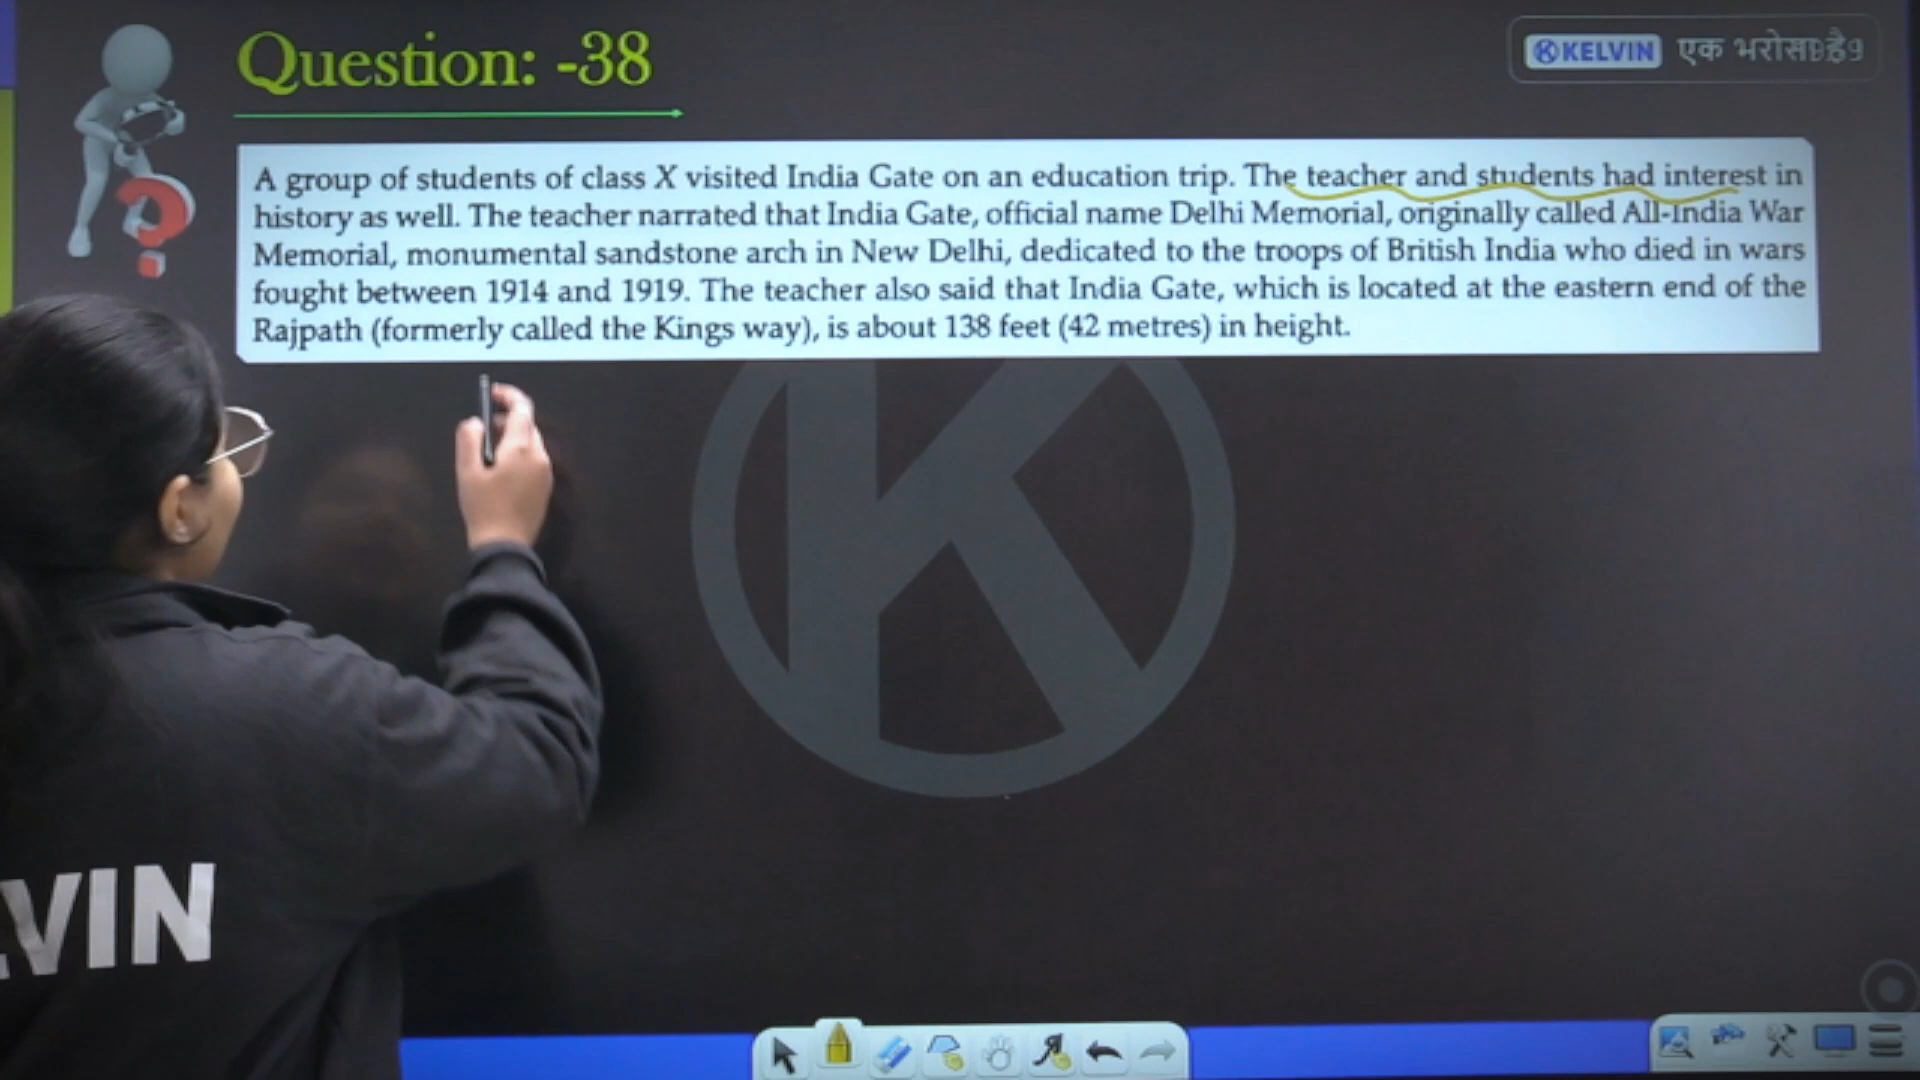 Question: -38
KELVIN एक भरोसा है
A group of students of class X visited India Gate on an education trip. The teacher and students had interest in
history as well. The teacher narrated that India Gate, official name Delhi Memorial, originally called All-India War
Memorial, monumental sandstone arch in New Delhi, dedicated to the troops of British India who died in wars
fought between 1914 and 1919. The teacher also said that India Gate, which is located at the eastern end of the
Rajpath (formerly called the Kings way), is about 138 feet (42 metres) in height.
K
VIN